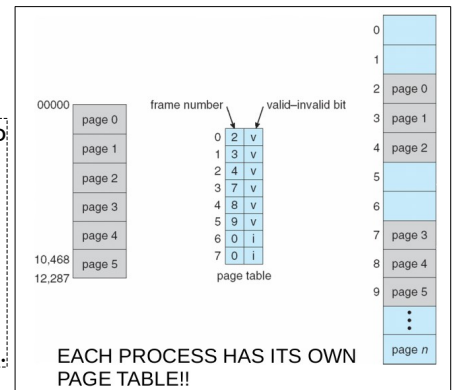 00000
page 0
page 1
page 2
page 3
page 4
10,468
page 5
12,287
frame number
valid–invalid bit
0 2 v
1 3 v
2 4 v
3 7 v
4 8 v
5 9 v
6 0 i
7 0 i
page table
0
1
2 page 0
3 page 1
4 page 2
5
6
7 page 3
8 page 4
9 page 5
⋮
page n
EACH PROCESS HAS ITS OWN
PAGE TABLE!!